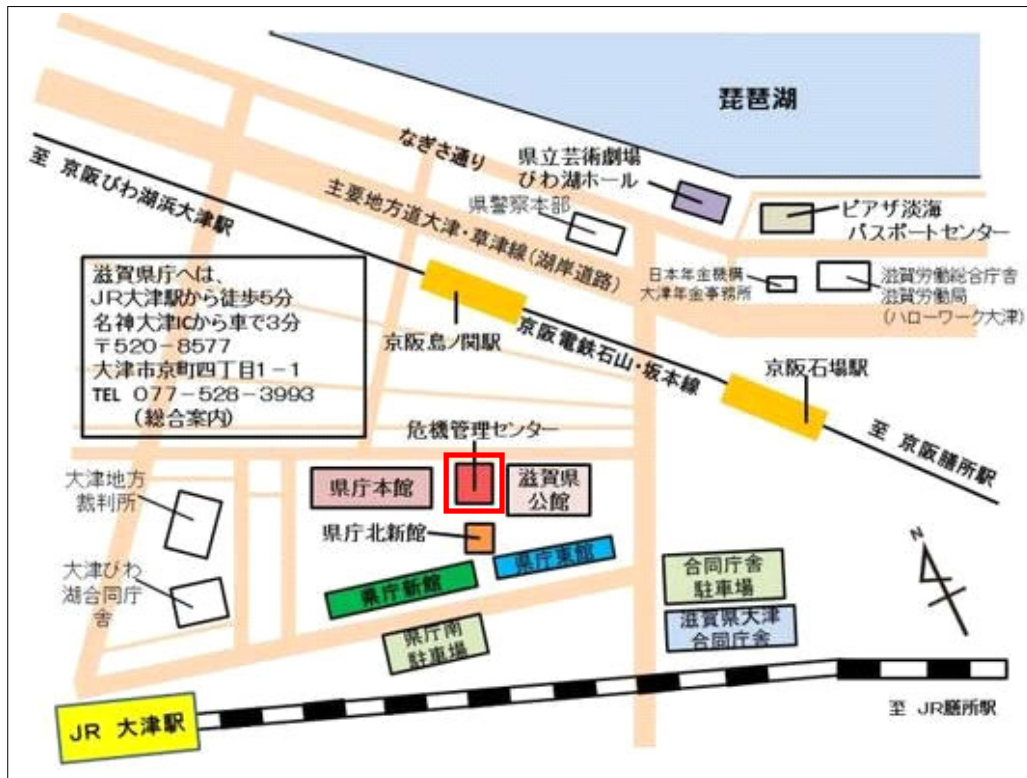 琵琶湖
なぎさ通り
県立芸術劇場
びわ湖ホール
至 京阪びわ湖浜大津駅
主要地方道大津・草津線(湖岸道路)
県警察本部
ピアザ淡海
パスポートセンター
日本年金機構
大津年金事務所
滋賀労働総合庁舎
滋賀労働局
(ハローワーク大津)
滋賀県庁へは、
JR大津駅から徒歩5分
名神大津ICから車で3分
〒520-8577
大津市京町四丁目1-1
TEL 077-528-3993
(総合案内)
京阪島ノ関駅
京阪電鉄石山・坂本線
京阪石場駅
至 京阪膳所駅
危機管理センター
大津地方
裁判所
県庁本館
滋賀県
公館
県庁北新館
県庁東館
大津びわ
湖合同庁
舎
県庁新館
合同庁舎
駐車場
N
県庁南
駐車場
滋賀県大津
合同庁舎
JR 大津駅
至 JR膳所駅